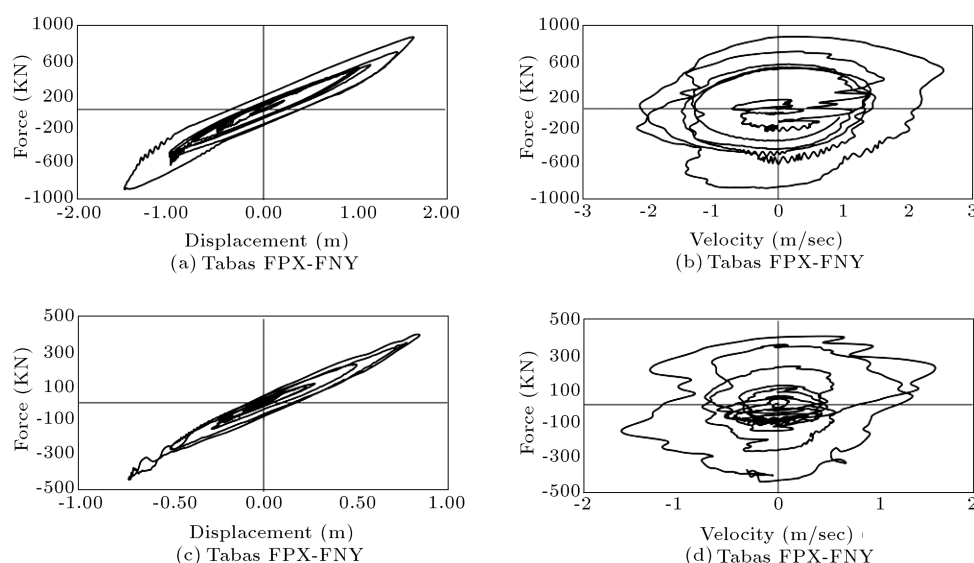 1000
600
200
-200
-600
-1000
Force (KN)
-2.00 -1.00 0.00 1.00 2.00
Displacement (m)
(a) Tabas FPX-FNY
1000
600
200
-200
-600
-1000
Force (KN)
-3 -2 -1 0 1 2 3
Velocity (m/sec)
(b) Tabas FPX-FNY
500
300
100
-100
-300
-500
Force (KN)
-1.00 -0.50 0.00 0.50 1.00
Displacement (m)
(c) Tabas FPX-FNY
500
300
100
-100
-300
-500
Force (KN)
-2 -1 0 1 2
Velocity (m/sec)
(d) Tabas FPX-FNY